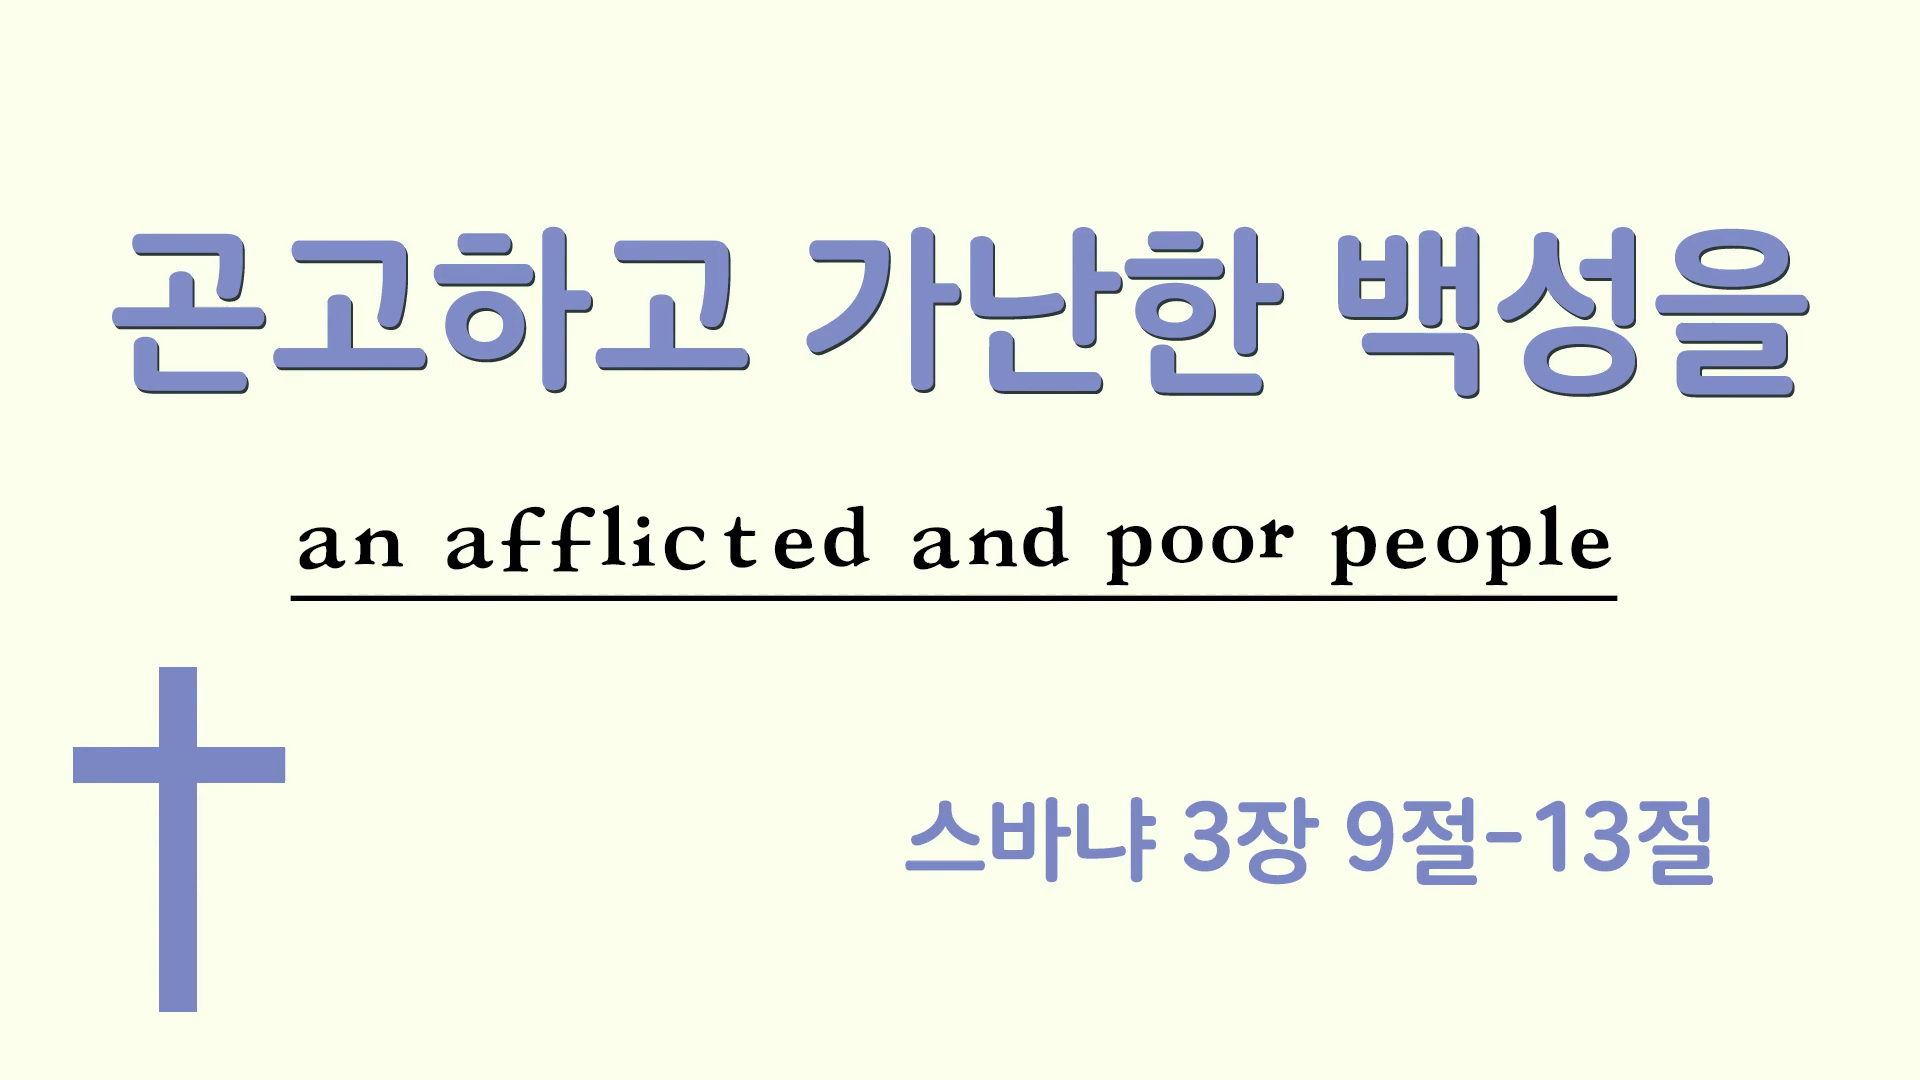 곤고하고 가난한 백성을
an afflicted and poor people
스바냐 3장 9절-13절